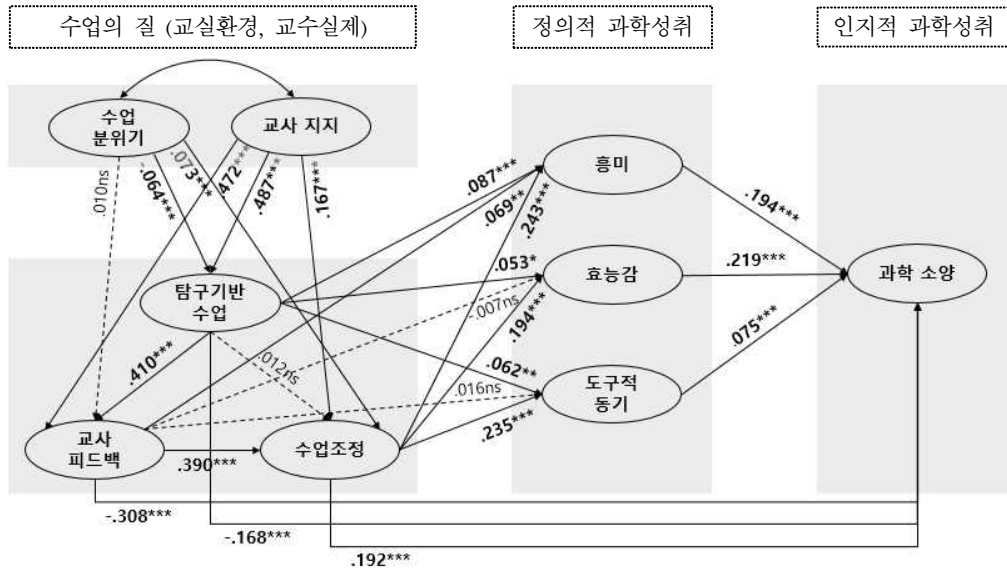 수업의 질 (교실환경, 교수실제)
정의적 과학성취
인지적 과학성취
수업
분위기
교사 지지
.010ns
-.064***
.073***
.472***
.487***
.167***
흥미
.087***
.069**
.243***
.194***
탐구기반
수업
효능감
.053*
-.007ns
.194***
.219***
과학 소양
.410***
.012ns
.062**
.016ns
.235***
도구적
동기
.075***
교사
피드백
.390***
수업조정
-.308***
-.168***
.192***